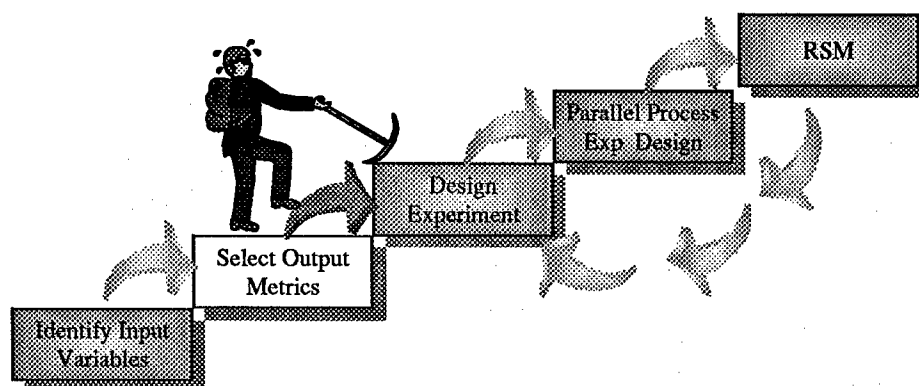 RSM
Parallel Process
Exp Design
Design
Experiment
Select Output
Metrics
Identify Input
Variables